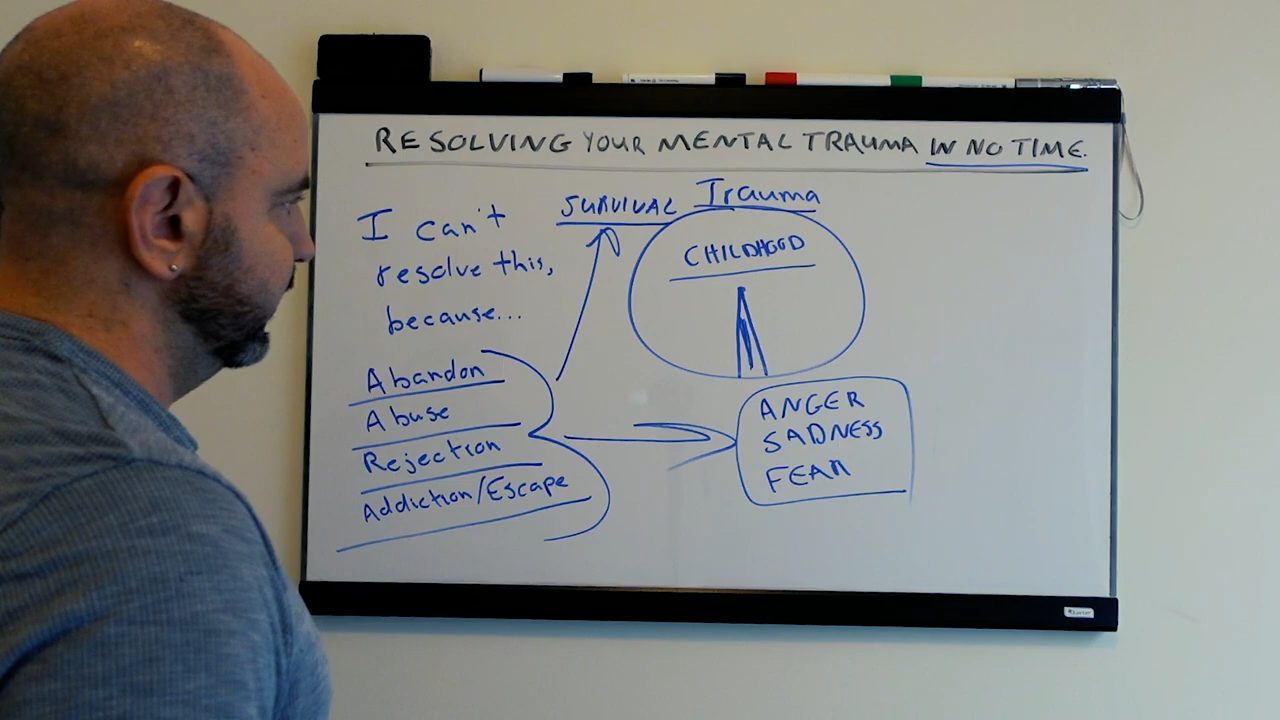 RESOLVING YOUR MENTAL TRAUMA IN NO TIME.
SURVIVAL Trauma
I can't
resolve this,
because...
CHILDHOOD
Abandon
Abuse
Rejection
Addiction/Escape
ANGER
SADNESS
FEAR